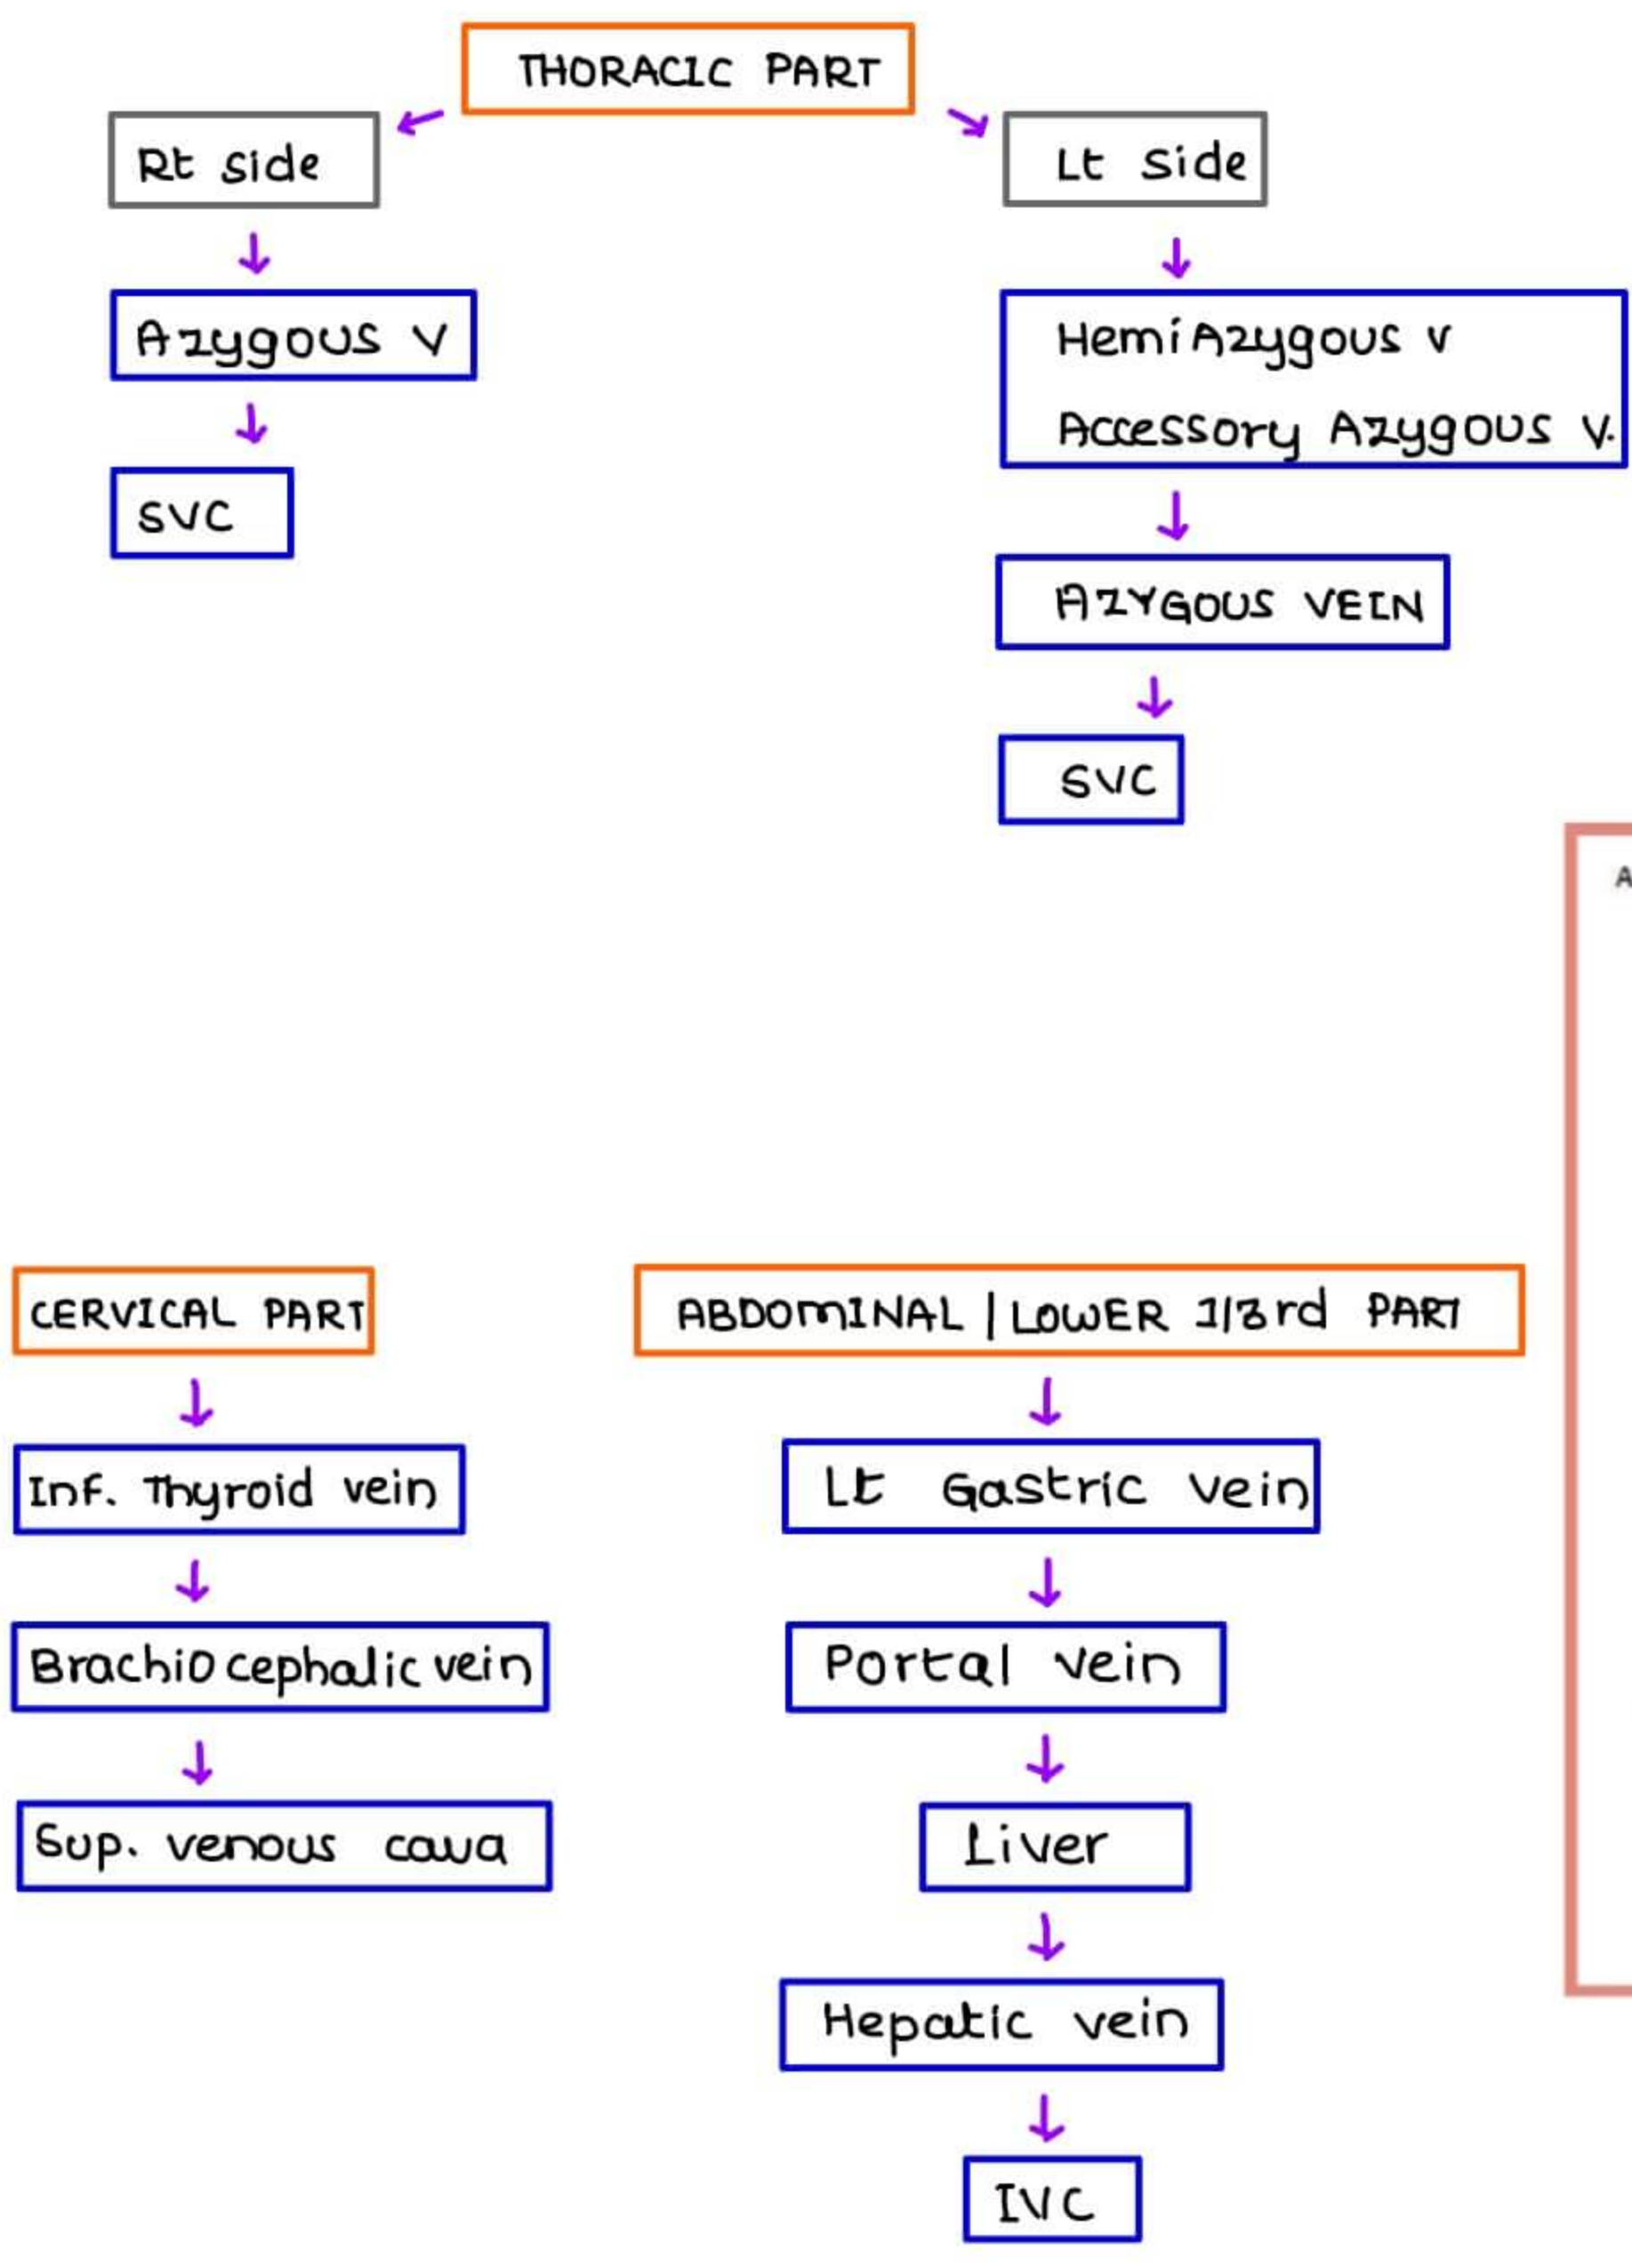 THORACIC PART
Rt side
Lt Side
Azygous V
HemiAzygous v
Accessory Azygous v.
SVC
AZYGOUS VEIN
SVC
A
CERVICAL PART
ABDOMINAL | LOWER 1/3rd PART
Inf. Thyroid vein
Lt Gastric Vein
Brachiocephalic vein
Portal vein
Sup. venous cava
Liver
Hepatic vein
IVC